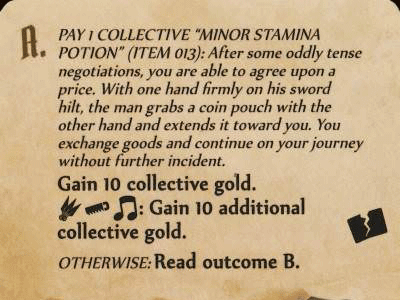 A. PAY 1 COLLECTIVE “MINOR STAMINA
POTION” (ITEM 013): After some oddly tense
negotiations, you are able to agree upon a
price. With one hand firmly on his sword
hilt, the man grabs a coin pouch with the
other hand and extends it toward you. You
exchange goods and continue on your journey
without further incident.
Gain 10 collective gold.
: Gain 10 additional
collective gold.
OTHERWISE: Read outcome B.